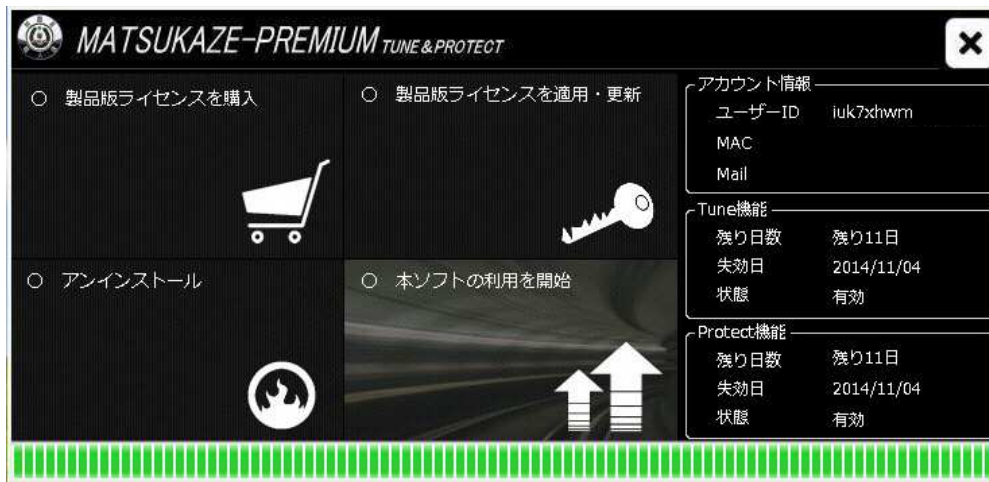 MATSUKAZE-PREMIUM TUNE&PROTECT
○ 製品版ライセンスを購入
○ 製品版ライセンスを適用・更新
○ アンインストール
○ 本ソフトの利用を開始
アカウント情報
ユーザーID iuk7xhwm
MAC
Mail
Tune機能
残り日数 残り11日
失効日 2014/11/04
状態 有効
Protect機能
残り日数 残り11日
失効日 2014/11/04
状態 有効